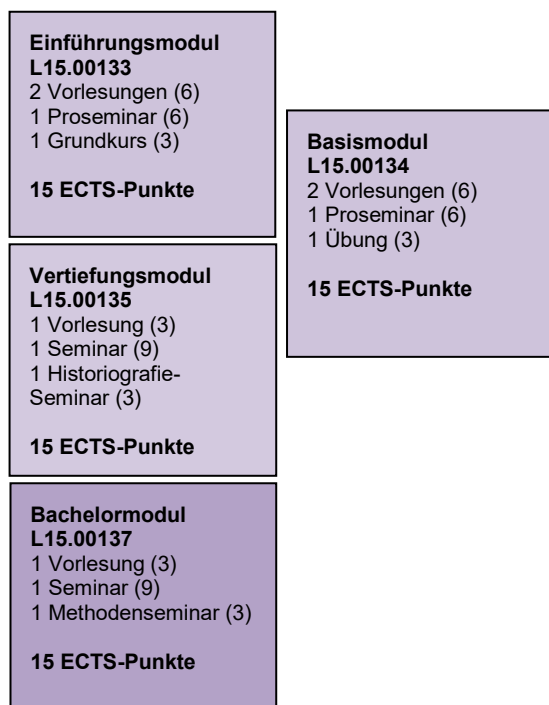 Einführungsmodul
L15.00133
2 Vorlesungen (6)
1 Proseminar (6)
1 Grundkurs (3)
15 ECTS-Punkte
Basismodul
L15.00134
2 Vorlesungen (6)
1 Proseminar (6)
1 Übung (3)
15 ECTS-Punkte
Vertiefungsmodul
L15.00135
1 Vorlesung (3)
1 Seminar (9)
1 Historiografie-
Seminar (3)
15 ECTS-Punkte
Bachelormodul
L15.00137
1 Vorlesung (3)
1 Seminar (9)
1 Methodenseminar (3)
15 ECTS-Punkte